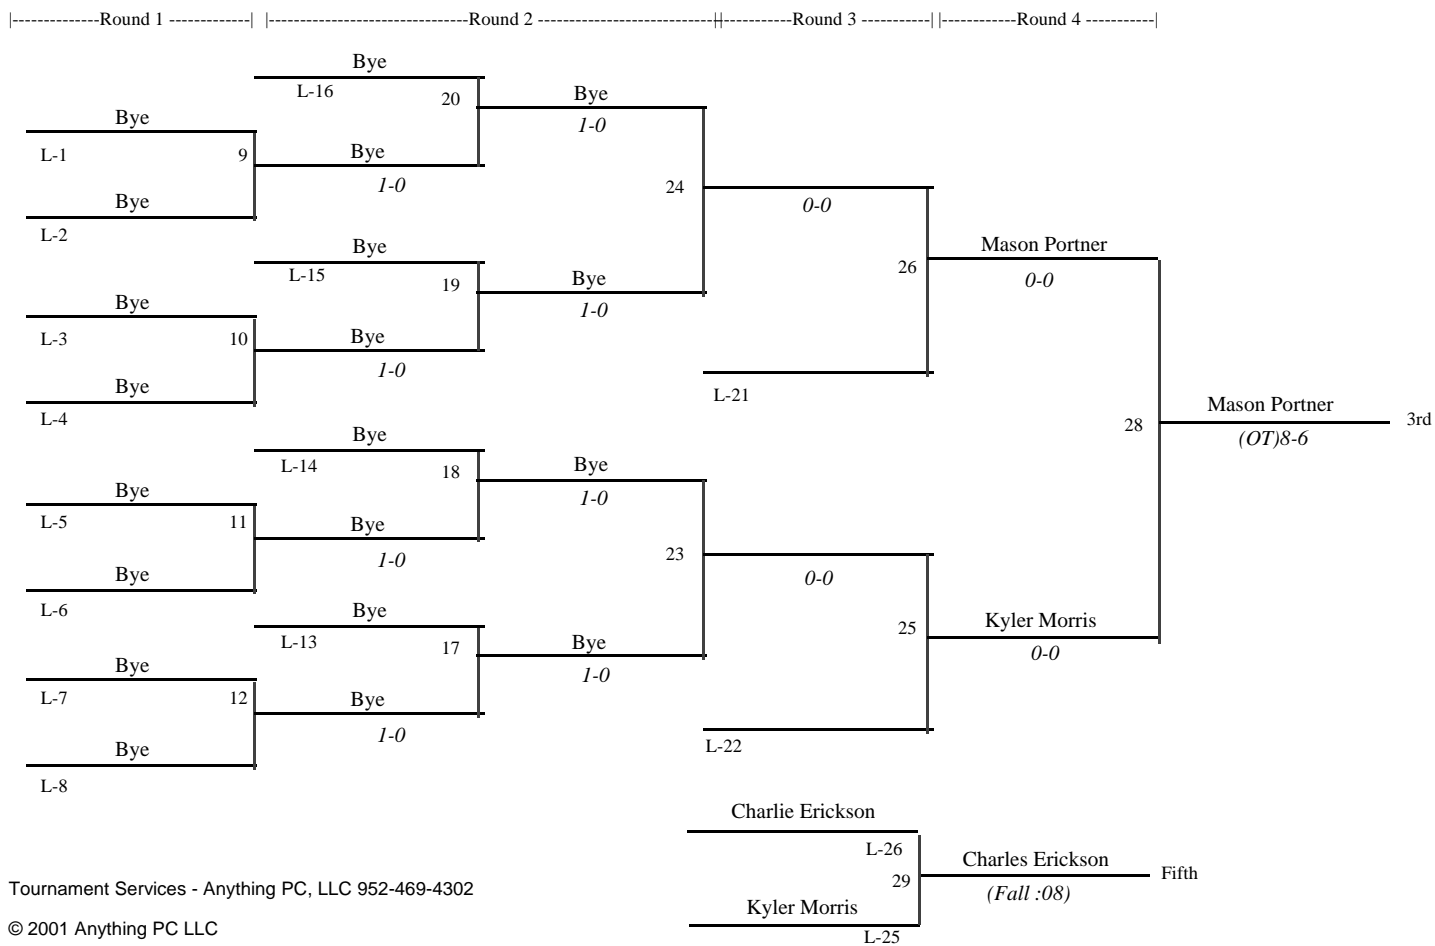 |--------------Round 1 --------------|
|----------------------------------Round 2 -------------------------------|
|-------------Round 3 ------------|
|-------------Round 4 ------------|
Bye
L-16
20
Bye
1-0
Bye
L-1
9
Bye
1-0
24
Bye
L-2
0-0
Bye
L-15
19
Bye
1-0
26
Mason Portner
0-0
Bye
L-3
10
Bye
1-0
Bye
L-4
L-21
Mason Portner
(OT)8-6
3rd
28
Bye
L-14
18
Bye
1-0
Bye
L-5
11
Bye
1-0
23
0-0
Bye
L-6
Bye
L-13
17
Bye
1-0
25
Kyler Morris
0-0
Bye
L-7
12
Bye
1-0
L-22
Bye
L-8
Charlie Erickson
L-26
29
Charles Erickson
(Fall :08)
Fifth
Kyler Morris
L-25
Tournament Services - Anything PC, LLC 952-469-4302
© 2001 Anything PC LLC